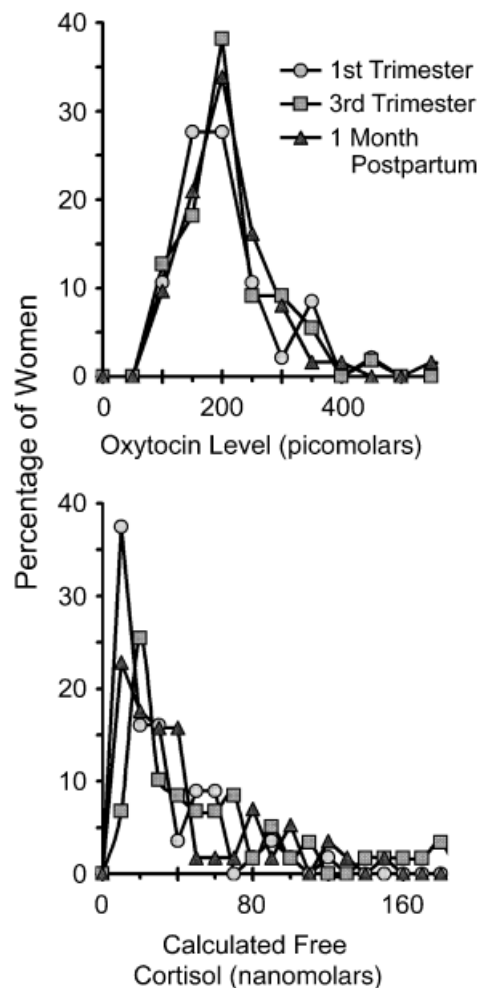 40
1st Trimester
3rd Trimester
1 Month
Postpartum
30
20
10
0
0 200 400
Oxytocin Level (picomolars)
Percentage of Women
40
30
20
10
0
0 80 160
Calculated Free
Cortisol (nanomolars)